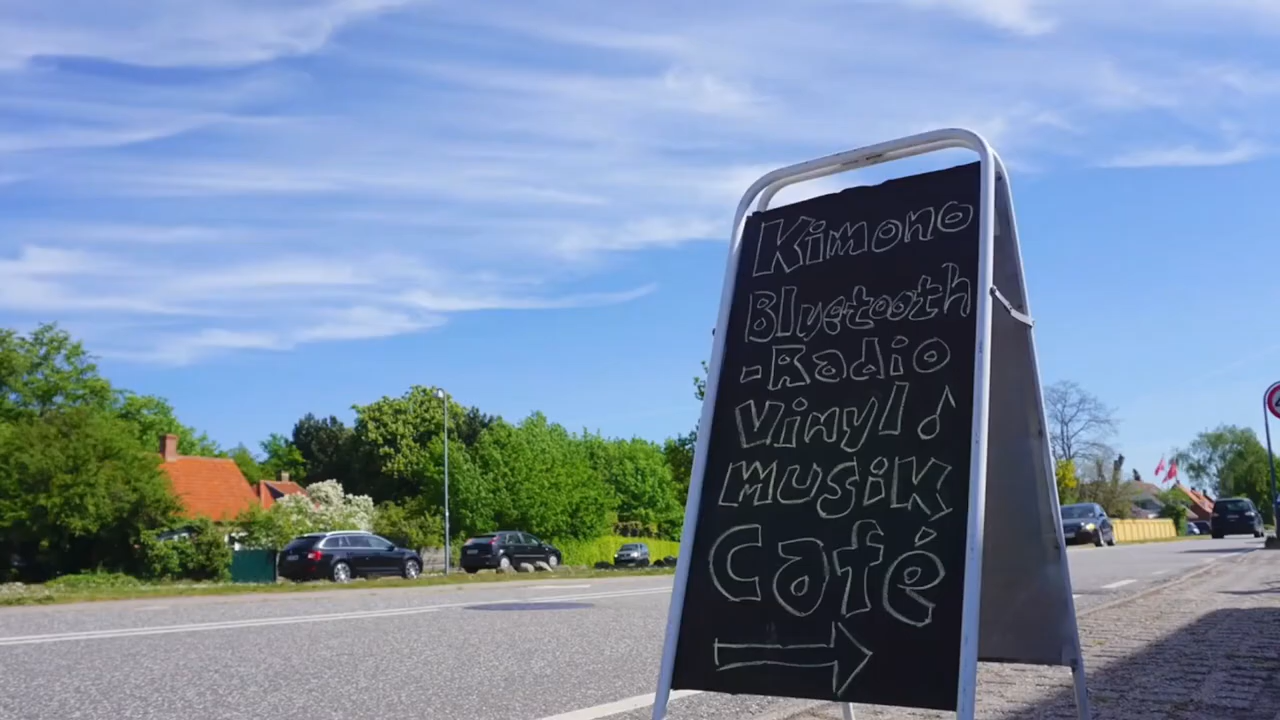 Kimono
Bluetooth
-Radio
Vinyl ♪
musik
Café